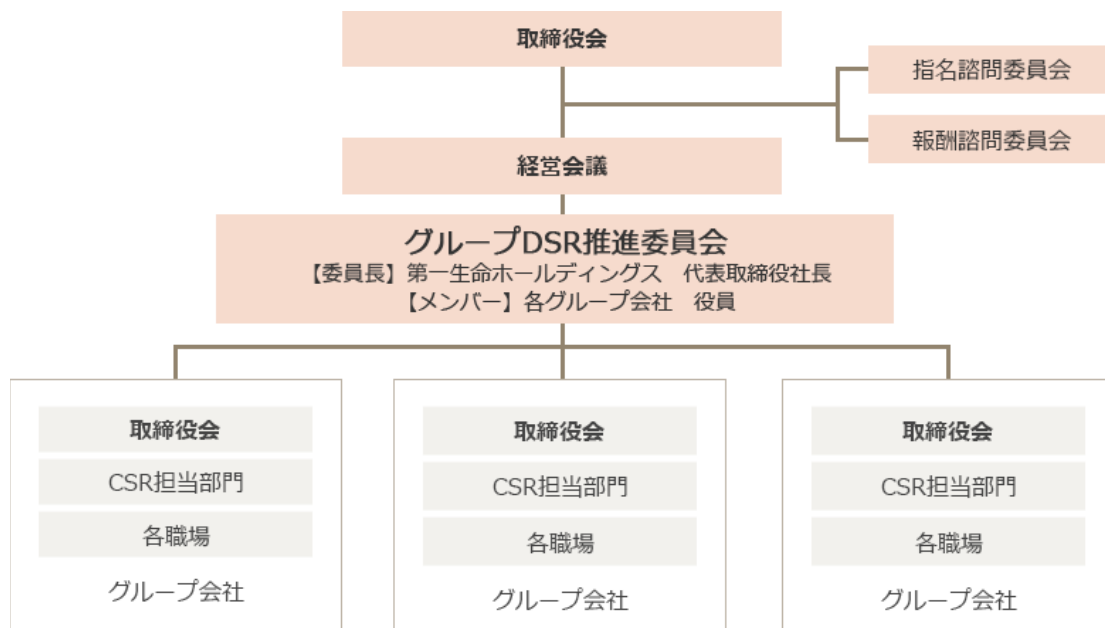 取締役会
指名諮問委員会
報酬諮問委員会
経営会議
グループDSR推進委員会
【委員長】第一生命ホールディングス　代表取締役社長
【メンバー】各グループ会社　役員
取締役会
CSR担当部門
各職場
グループ会社
取締役会
CSR担当部門
各職場
グループ会社
取締役会
CSR担当部門
各職場
グループ会社